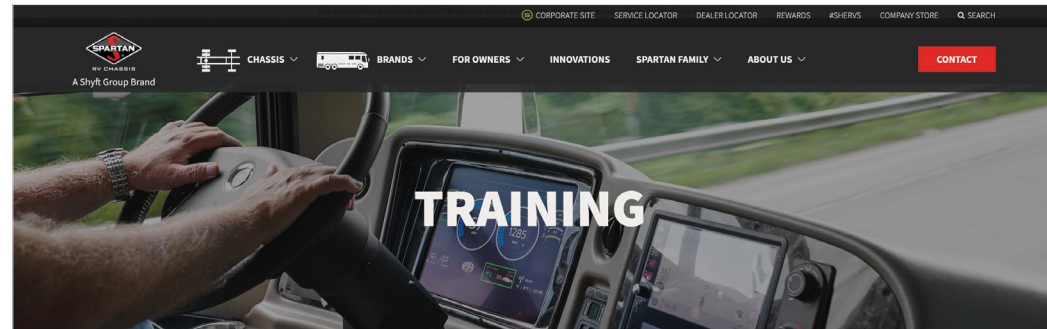 CORPORATE SITE SERVICE LOCATOR DEALER LOCATOR REWARDS #SHERVS COMPANY STORE SEARCH
SPARTAN
RV CHASSIS
A Shyft Group Brand
CHASSIS BRANDS FOR OWNERS INNOVATIONS SPARTAN FAMILY ABOUT US CONTACT
TRAINING
1285